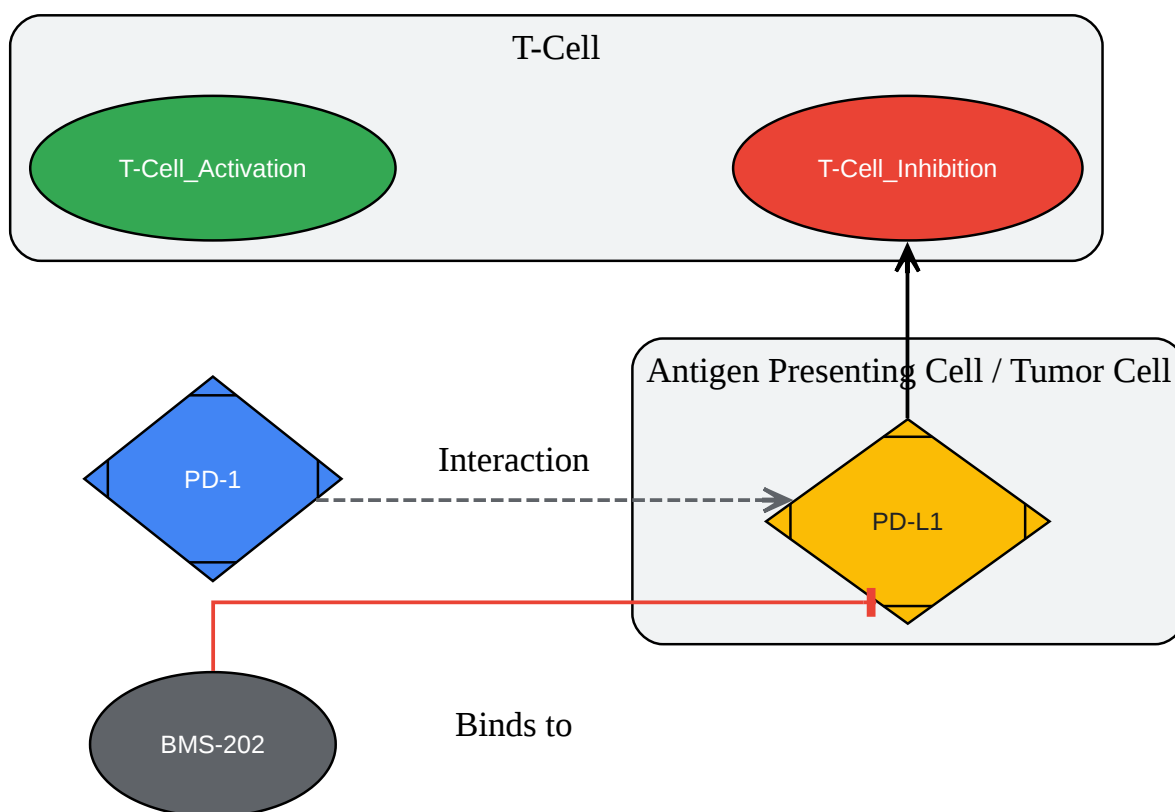 T-Cell
T-Cell_Activation
T-Cell_Inhibition
Antigen Presenting Cell / Tumor Cell
Interaction
PD-1
PD-L1
Binds to
BMS-202